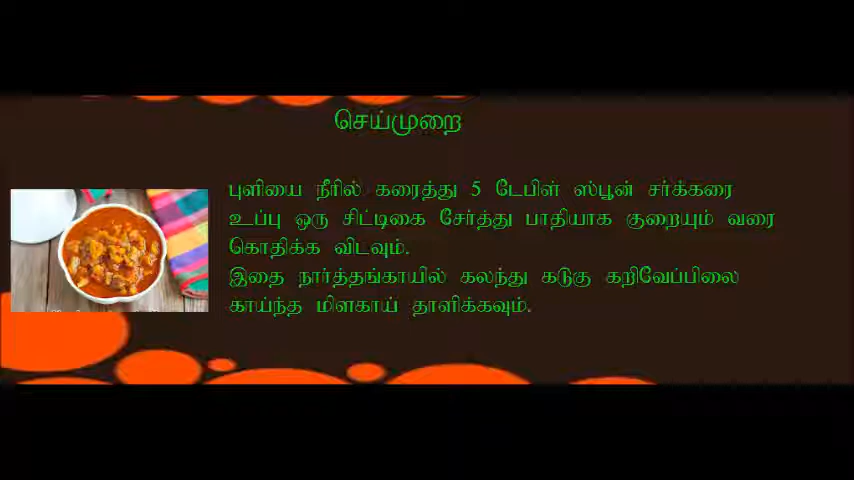 செய்முறை
புளியை நீரில் கரைத்து 5 டேபிள் ஸ்பூன் சர்க்கரை
உப்பு ஒரு சிட்டிகை சேர்த்து பாதியாக குறையும் வரை
கொதிக்க விடவும்.
இதை நார்த்தங்காயில் கலந்து கடுகு கறிவேப்பிலை
காய்ந்த மிளகாய் தாளிக்கவும்.